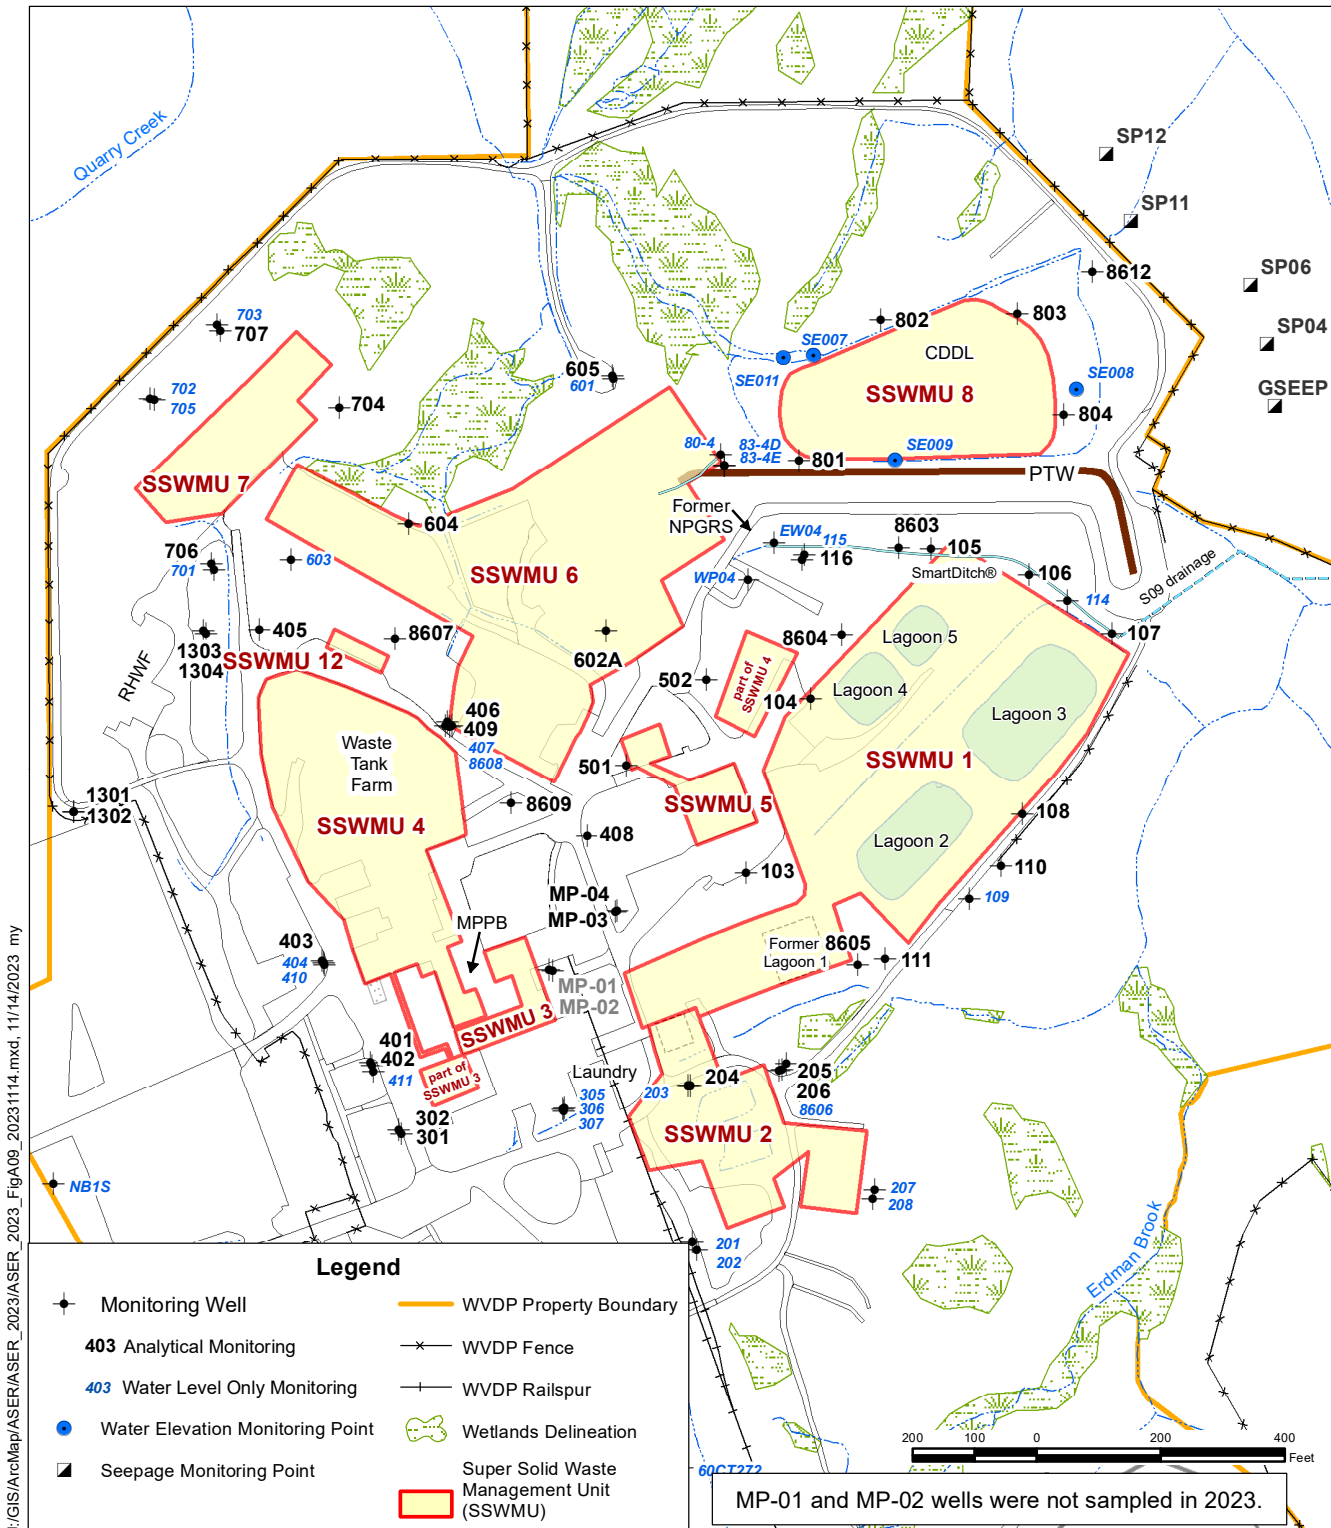 Quarry Creek
SP12
SP11
SP06
SP04
GSEEP
8612
703
707
802
803
SE007
CDDL
SE011
605
601
702
705
704
SSWMU 8
SE008
804
80-4
83-4D
83-4E
SE009
801
SSWMU 7
PTW
Former
NPGRS
604
EW04
115
8603
105
116
706
701
603
SSWMU 6
WP04
SmartDitch®
106
S09 drainage
114
405
8607
8604
Lagoon 5
107
1303
1304
SSWMU 12
602A
RHWF
502
part of
SSWMU 4
104
Lagoon 4
Lagoon 3
406
409
407
8608
Waste
Tank
Farm
501
SSWMU 1
1301
1302
8609
SSWMU 5
108
SSWMU 4
408
Lagoon 2
103
110
MP-04
MP-03
109
MPPB
403
404
410
Former
Lagoon 1
8605
111
MP-01
MP-02
SSWMU 3
401
402
411
part of
SSWMU 3
Laundry
204
205
206
8606
203
305
306
307
302
301
SSWMU 2
NB1S
207
208
201
202
Erdman Brook
60CT272
I:/GIS/ArcMap/ASER/ASER_2023/ASER_2023_FigA09_20231114.mxd, 11/14/2023 my
Legend
Monitoring Well
403 Analytical Monitoring
403 Water Level Only Monitoring
Water Elevation Monitoring Point
Seepage Monitoring Point
WVDP Property Boundary
WVDP Fence
WVDP Railspur
Wetlands Delineation
Super Solid Waste
Management Unit
(SSWMU)
200 100 0 200 400
Feet
MP-01 and MP-02 wells were not sampled in 2023.